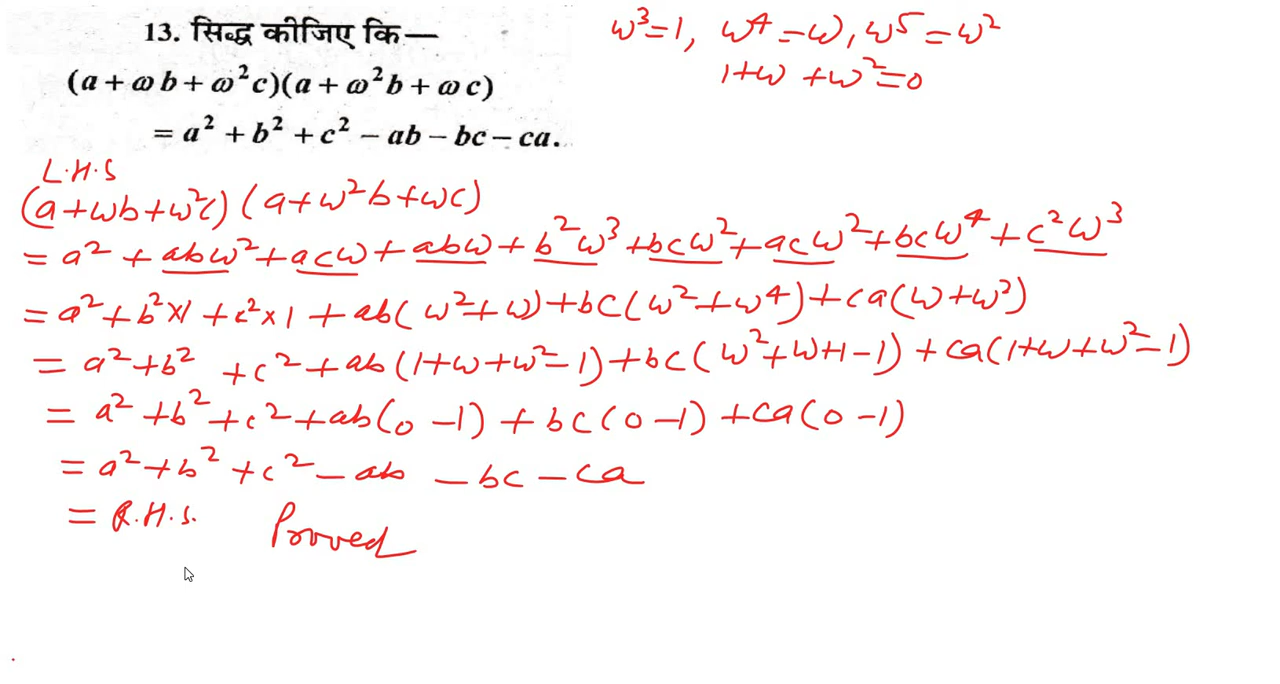 13. सिद्ध कीजिए कि—
(a + ω b + ω²c)(a + ω²b + ω c)
= a² + b² + c² – ab – bc – ca.
ω³=1, ω⁴=ω, ω⁵=ω²
1+ω+ω²=0
L.H.S
(a+ωb+ω²c)(a+ω²b+ωc)
= a²+abω²+acω+abω+b²ω³+bcω²+acω²+bcω⁴+c²ω³
= a²+b²×1+c²×1+ab(ω²+ω)+bc(ω²+ω⁴)+ca(ω+ω²)
= a²+b²+c²+ab(1+ω+ω²-1)+bc(ω²+ω+1-1)+ca(1+ω+ω²-1)
= a²+b²+c²+ab(0-1)+bc(0-1)+ca(0-1)
= a²+b²+c²-ab-bc-ca
= R.H.S. Proved